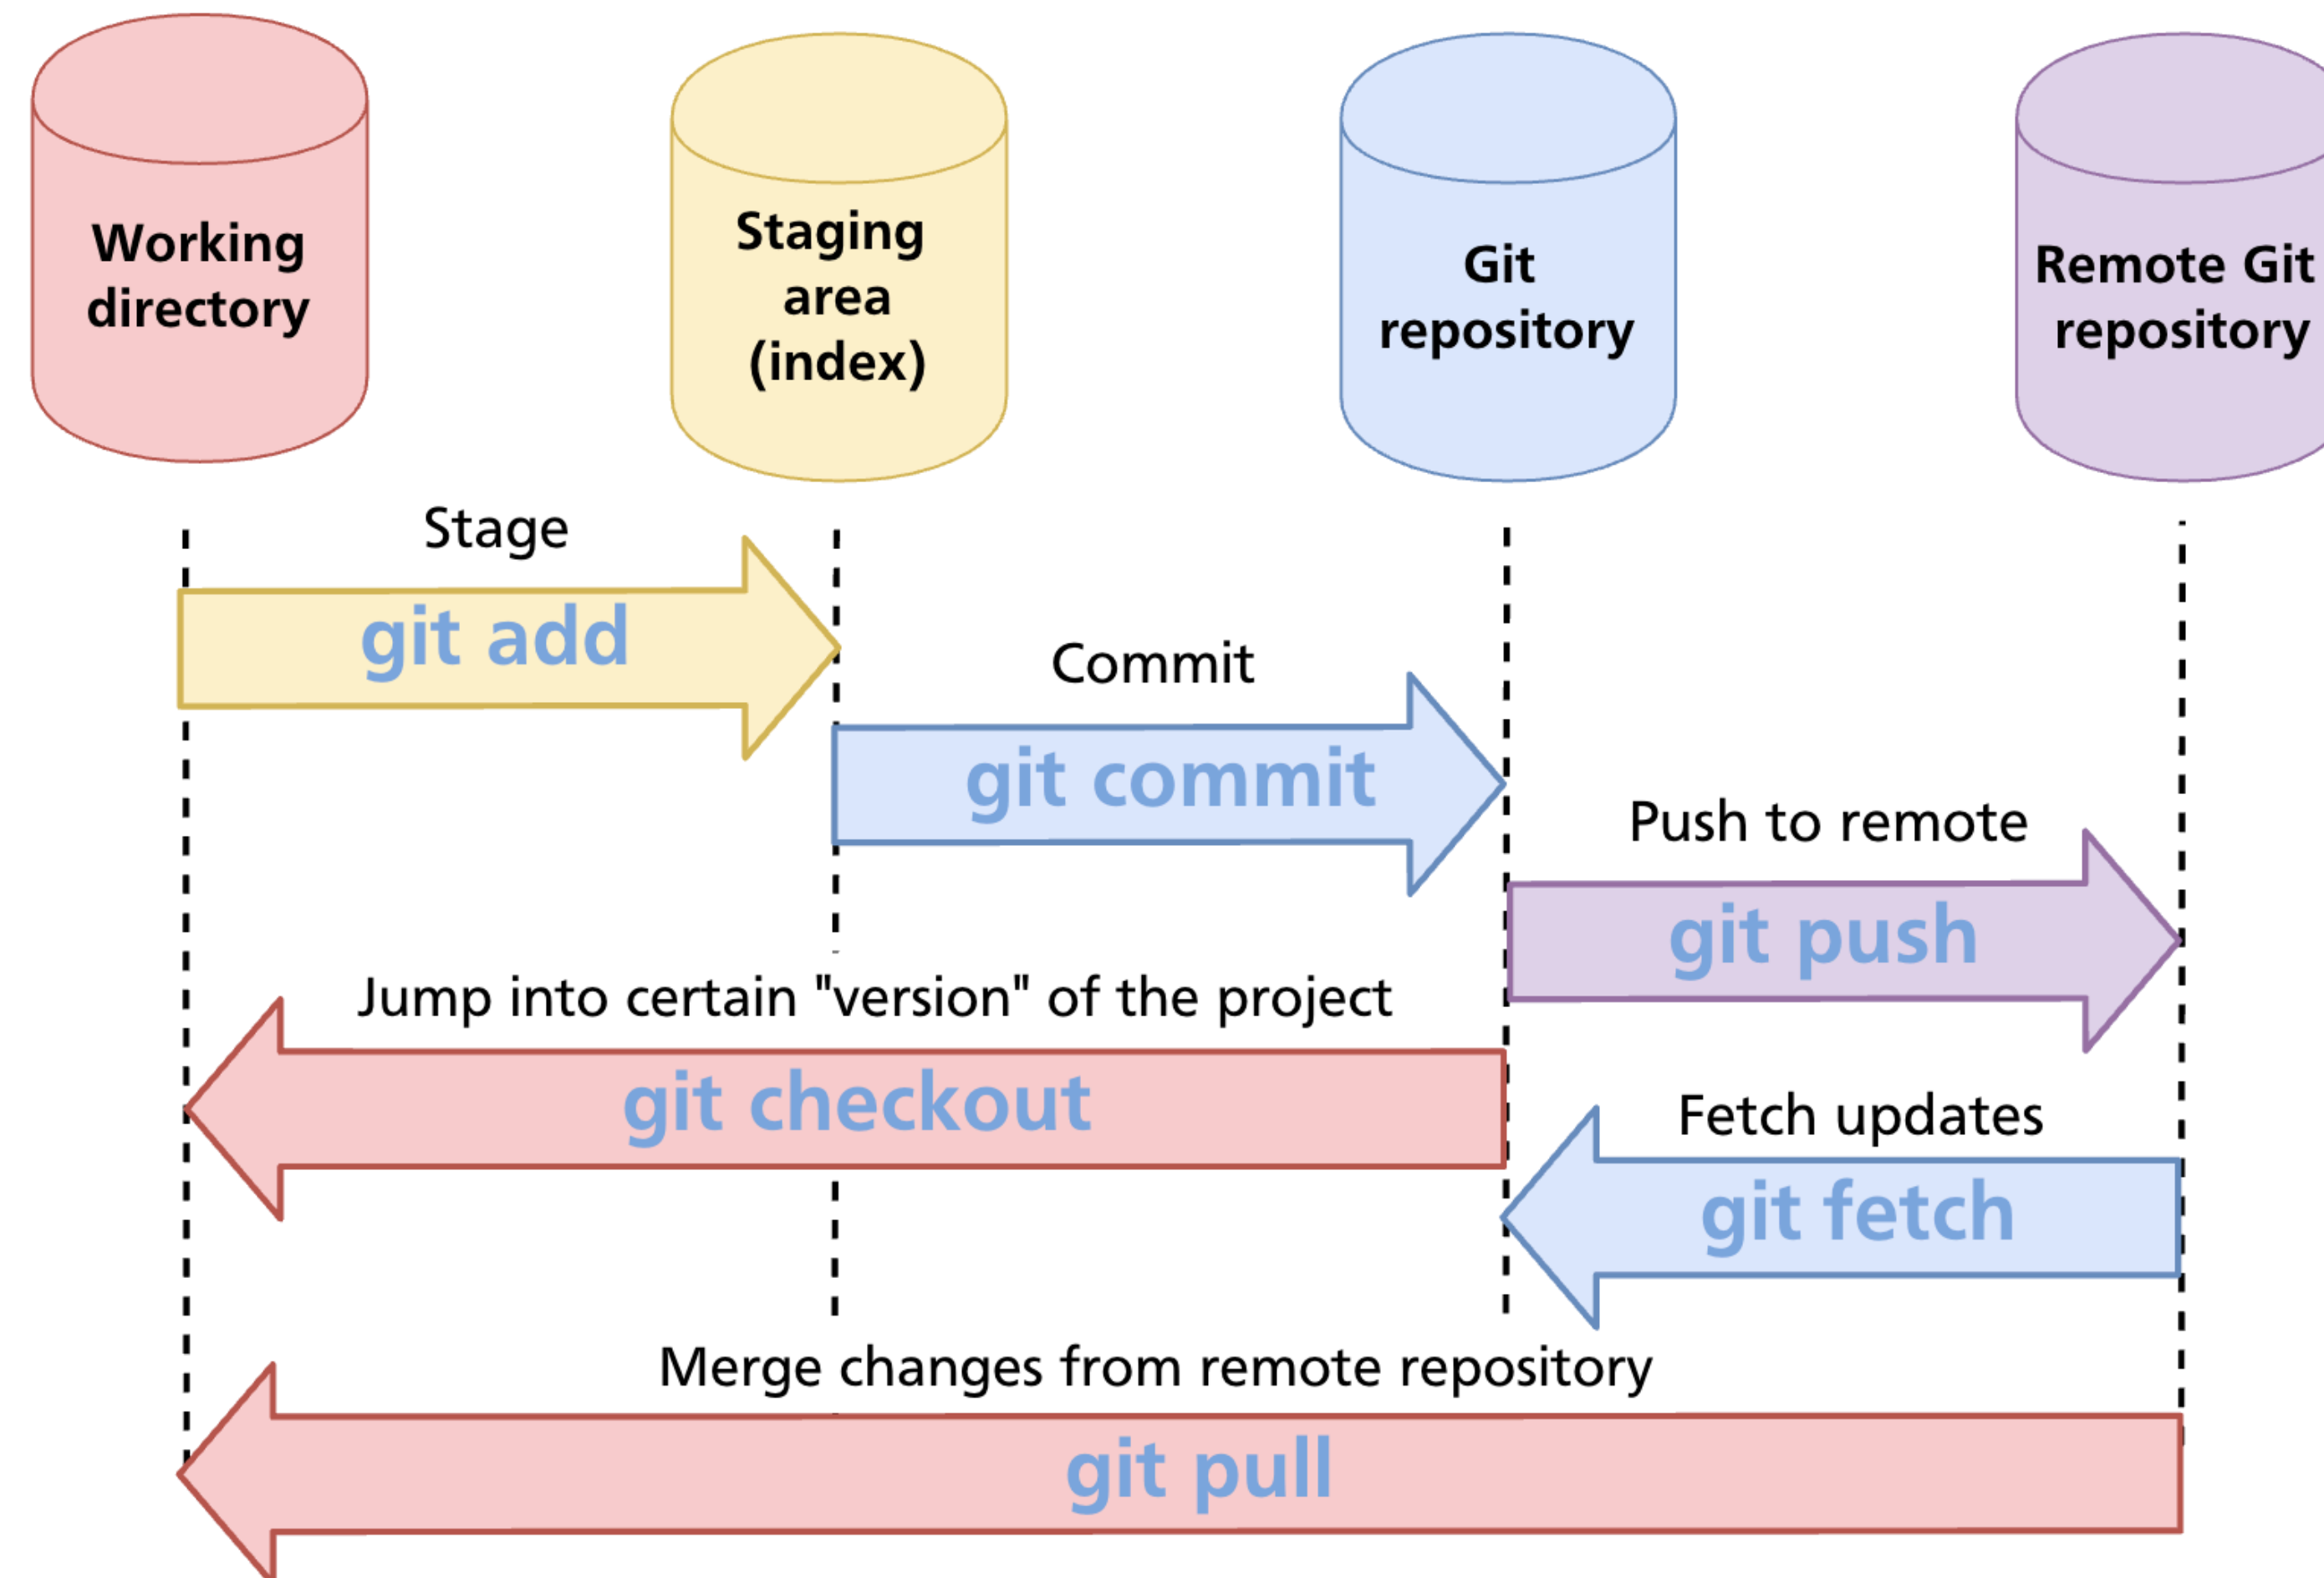 Working
directory
Staging
area
(index)
Git
repository
Remote Git
repository
Stage
git add
Commit
git commit
Push to remote
git push
Jump into certain "version" of the project
git checkout
Fetch updates
git fetch
Merge changes from remote repository
git pull